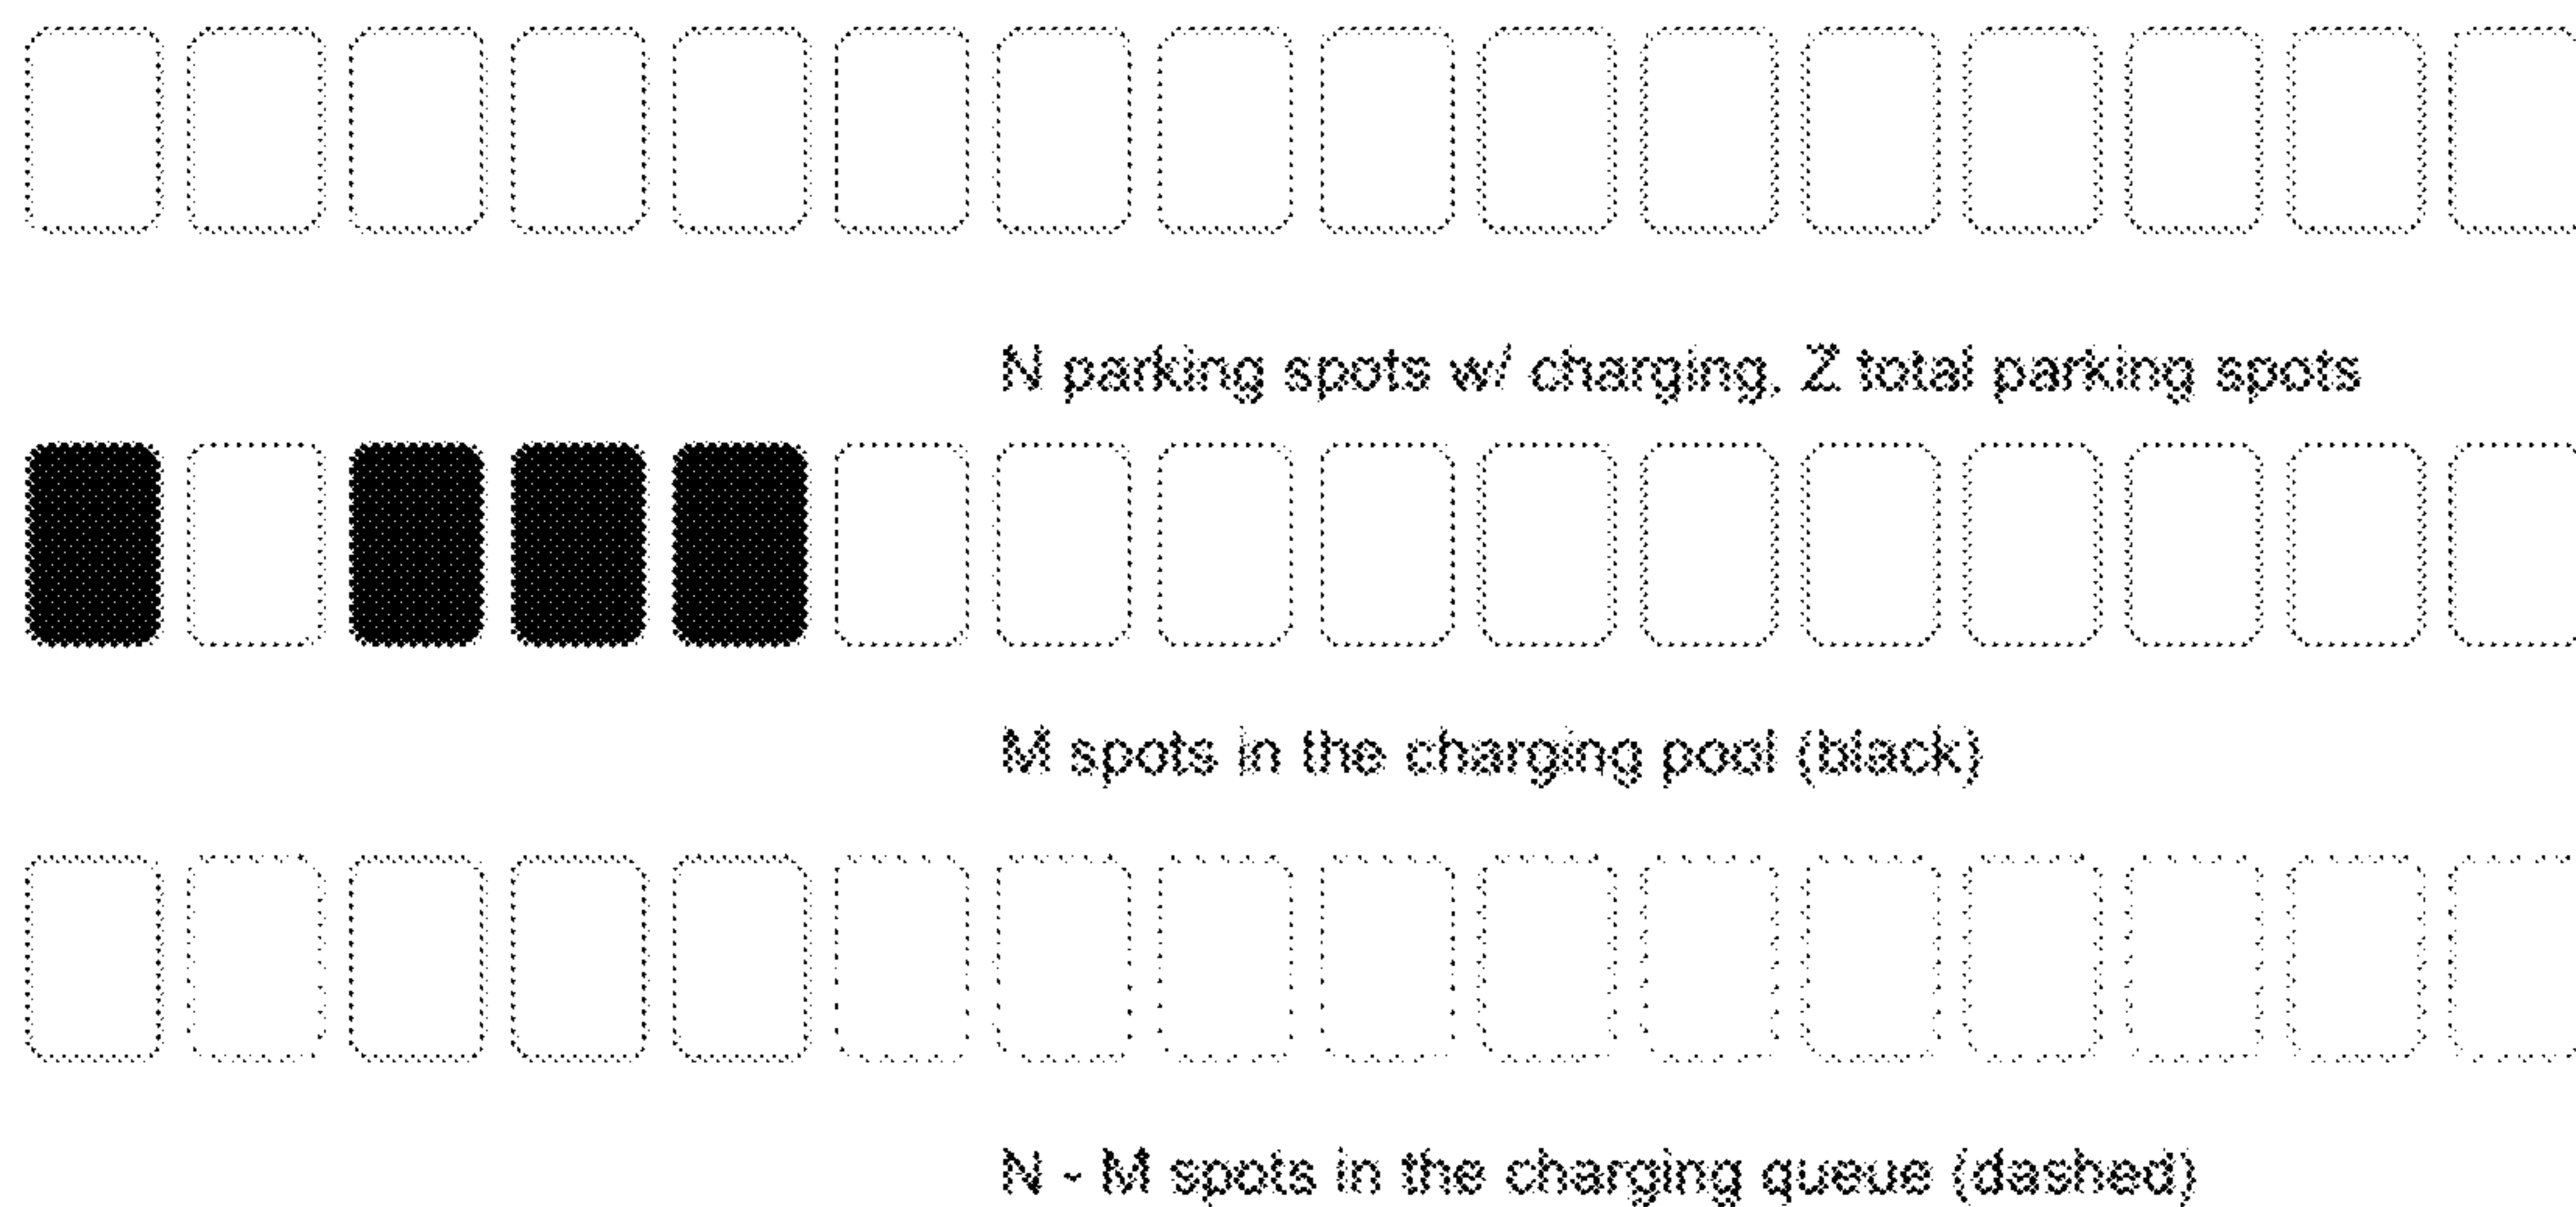 N parking spots w/ charging, Z total parking spots
M spots in the charging pool (black)
N - M spots in the charging queue (dashed)